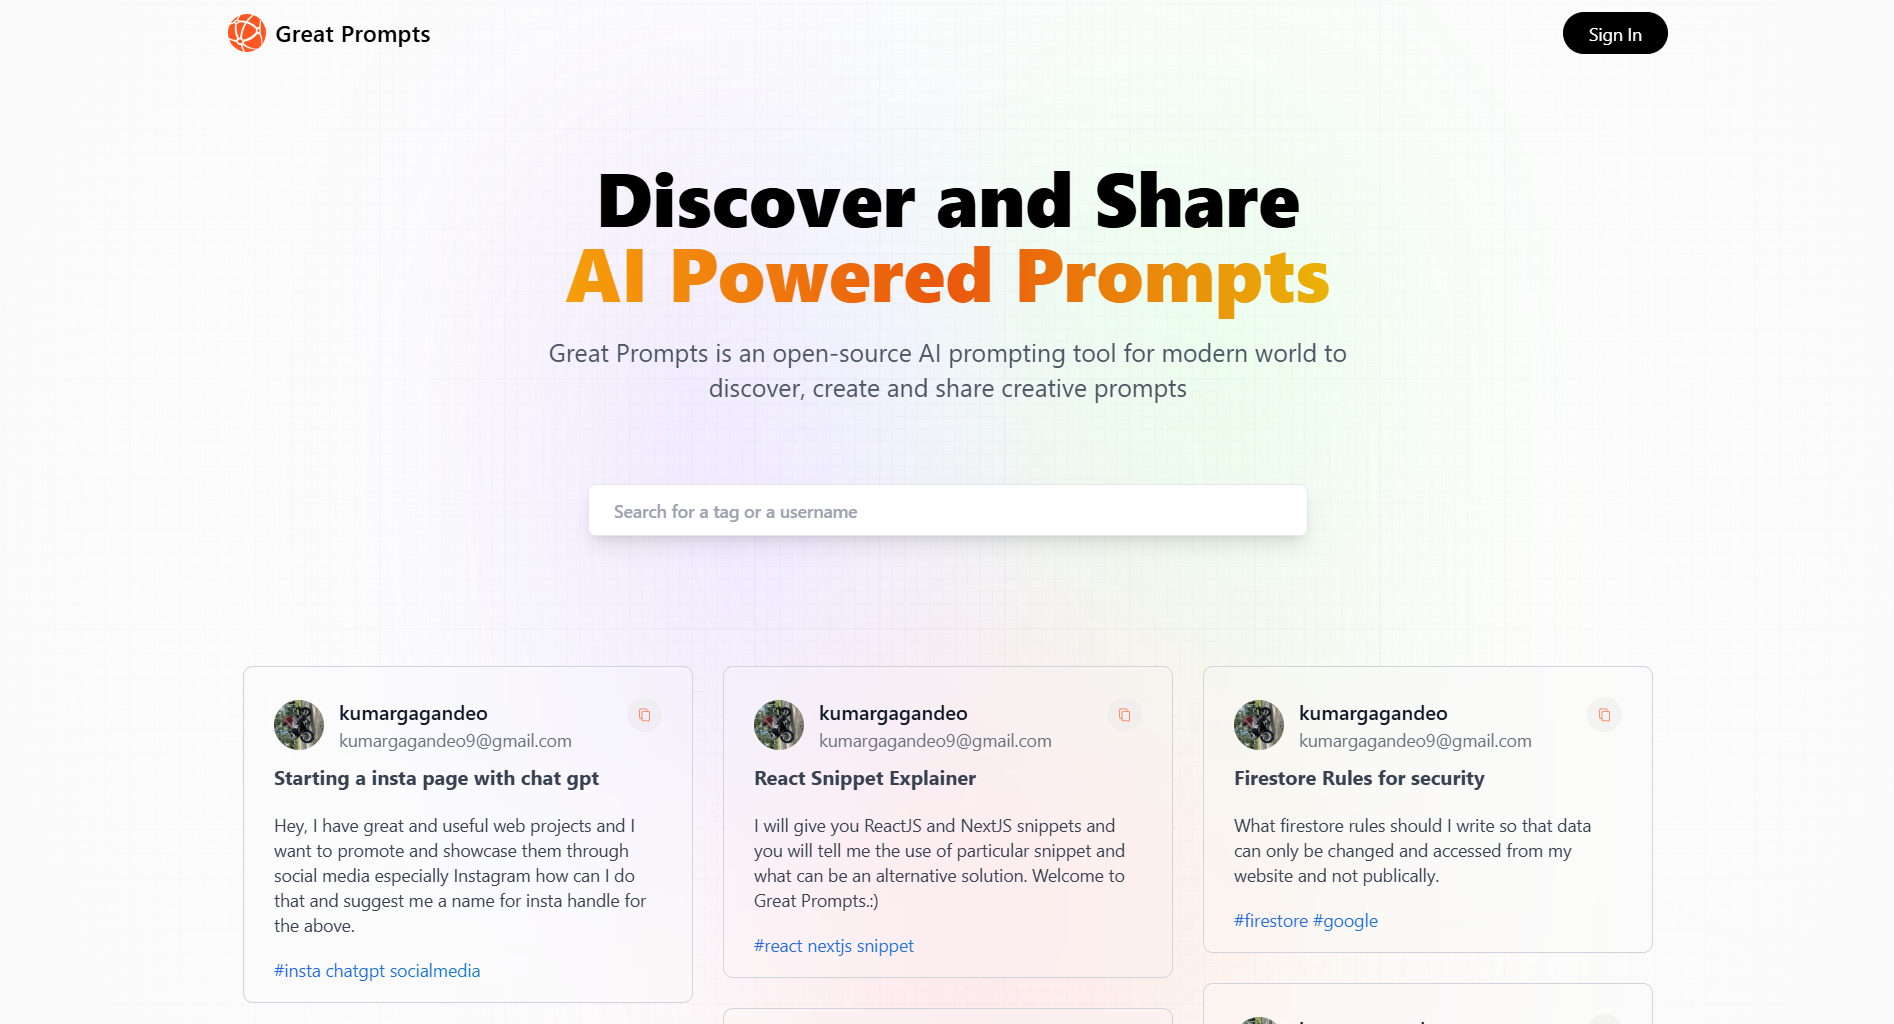 Great Prompts
Sign In
Discover and Share
AI Powered Prompts
Great Prompts is an open-source AI prompting tool for modern world to
discover, create and share creative prompts
Search for a tag or a username
kumargagandeo
kumargagandeo9@gmail.com
Starting a insta page with chat gpt
Hey, I have great and useful web projects and I
want to promote and showcase them through
social media especially Instagram how can I do
that and suggest me a name for insta handle for
the above.
#insta chatgpt socialmedia
kumargagandeo
kumargagandeo9@gmail.com
React Snippet Explainer
I will give you ReactJS and NextJS snippets and
you will tell me the use of particular snippet and
what can be an alternative solution. Welcome to
Great Prompts.:)
#react nextjs snippet
kumargagandeo
kumargagandeo9@gmail.com
Firestore Rules for security
What firestore rules should I write so that data
can only be changed and accessed from my
website and not publically.
#firestore #google